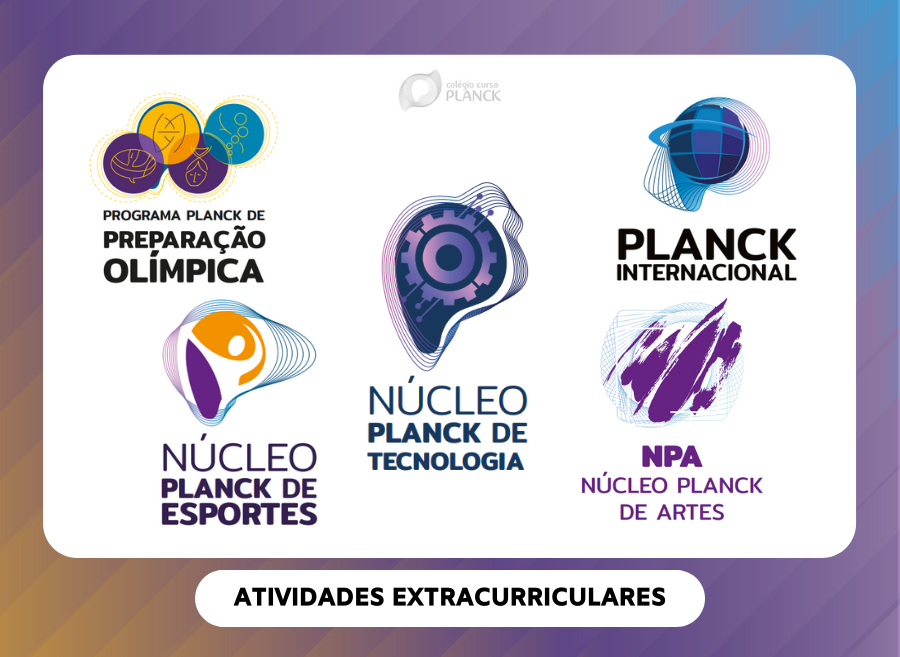 colégio curso
PLANCK
PROGRAMA PLANCK DE
PREPARAÇÃO
OLÍMPICA
PLANCK
INTERNACIONAL
NÚCLEO
PLANCK DE
TECNOLOGIA
NÚCLEO
PLANCK DE
ESPORTES
NPA
NÚCLEO PLANCK
DE ARTES
ATIVIDADES EXTRACURRICULARES